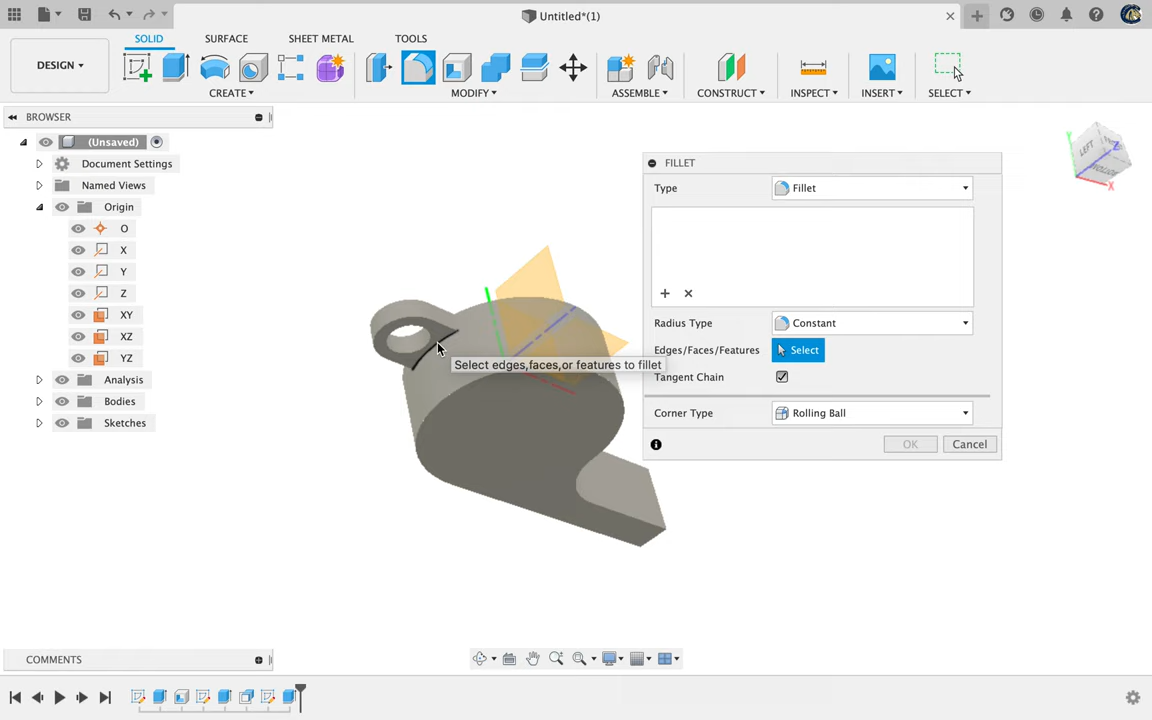 Untitled*(1)
SOLID
SURFACE
SHEET METAL
TOOLS
DESIGN
CREATE
MODIFY
ASSEMBLE
CONSTRUCT
INSPECT
INSERT
SELECT
BROWSER
(Unsaved)
Document Settings
Named Views
Origin
O
X
Y
Z
XY
XZ
YZ
Analysis
Bodies
Sketches
FILLET
Type
Fillet
Radius Type
Constant
Edges/Faces/Features
Select
Tangent Chain
Corner Type
Rolling Ball
OK
Cancel
Select edges,faces,or features to fillet
LEFT
Y
Z
X
COMMENTS